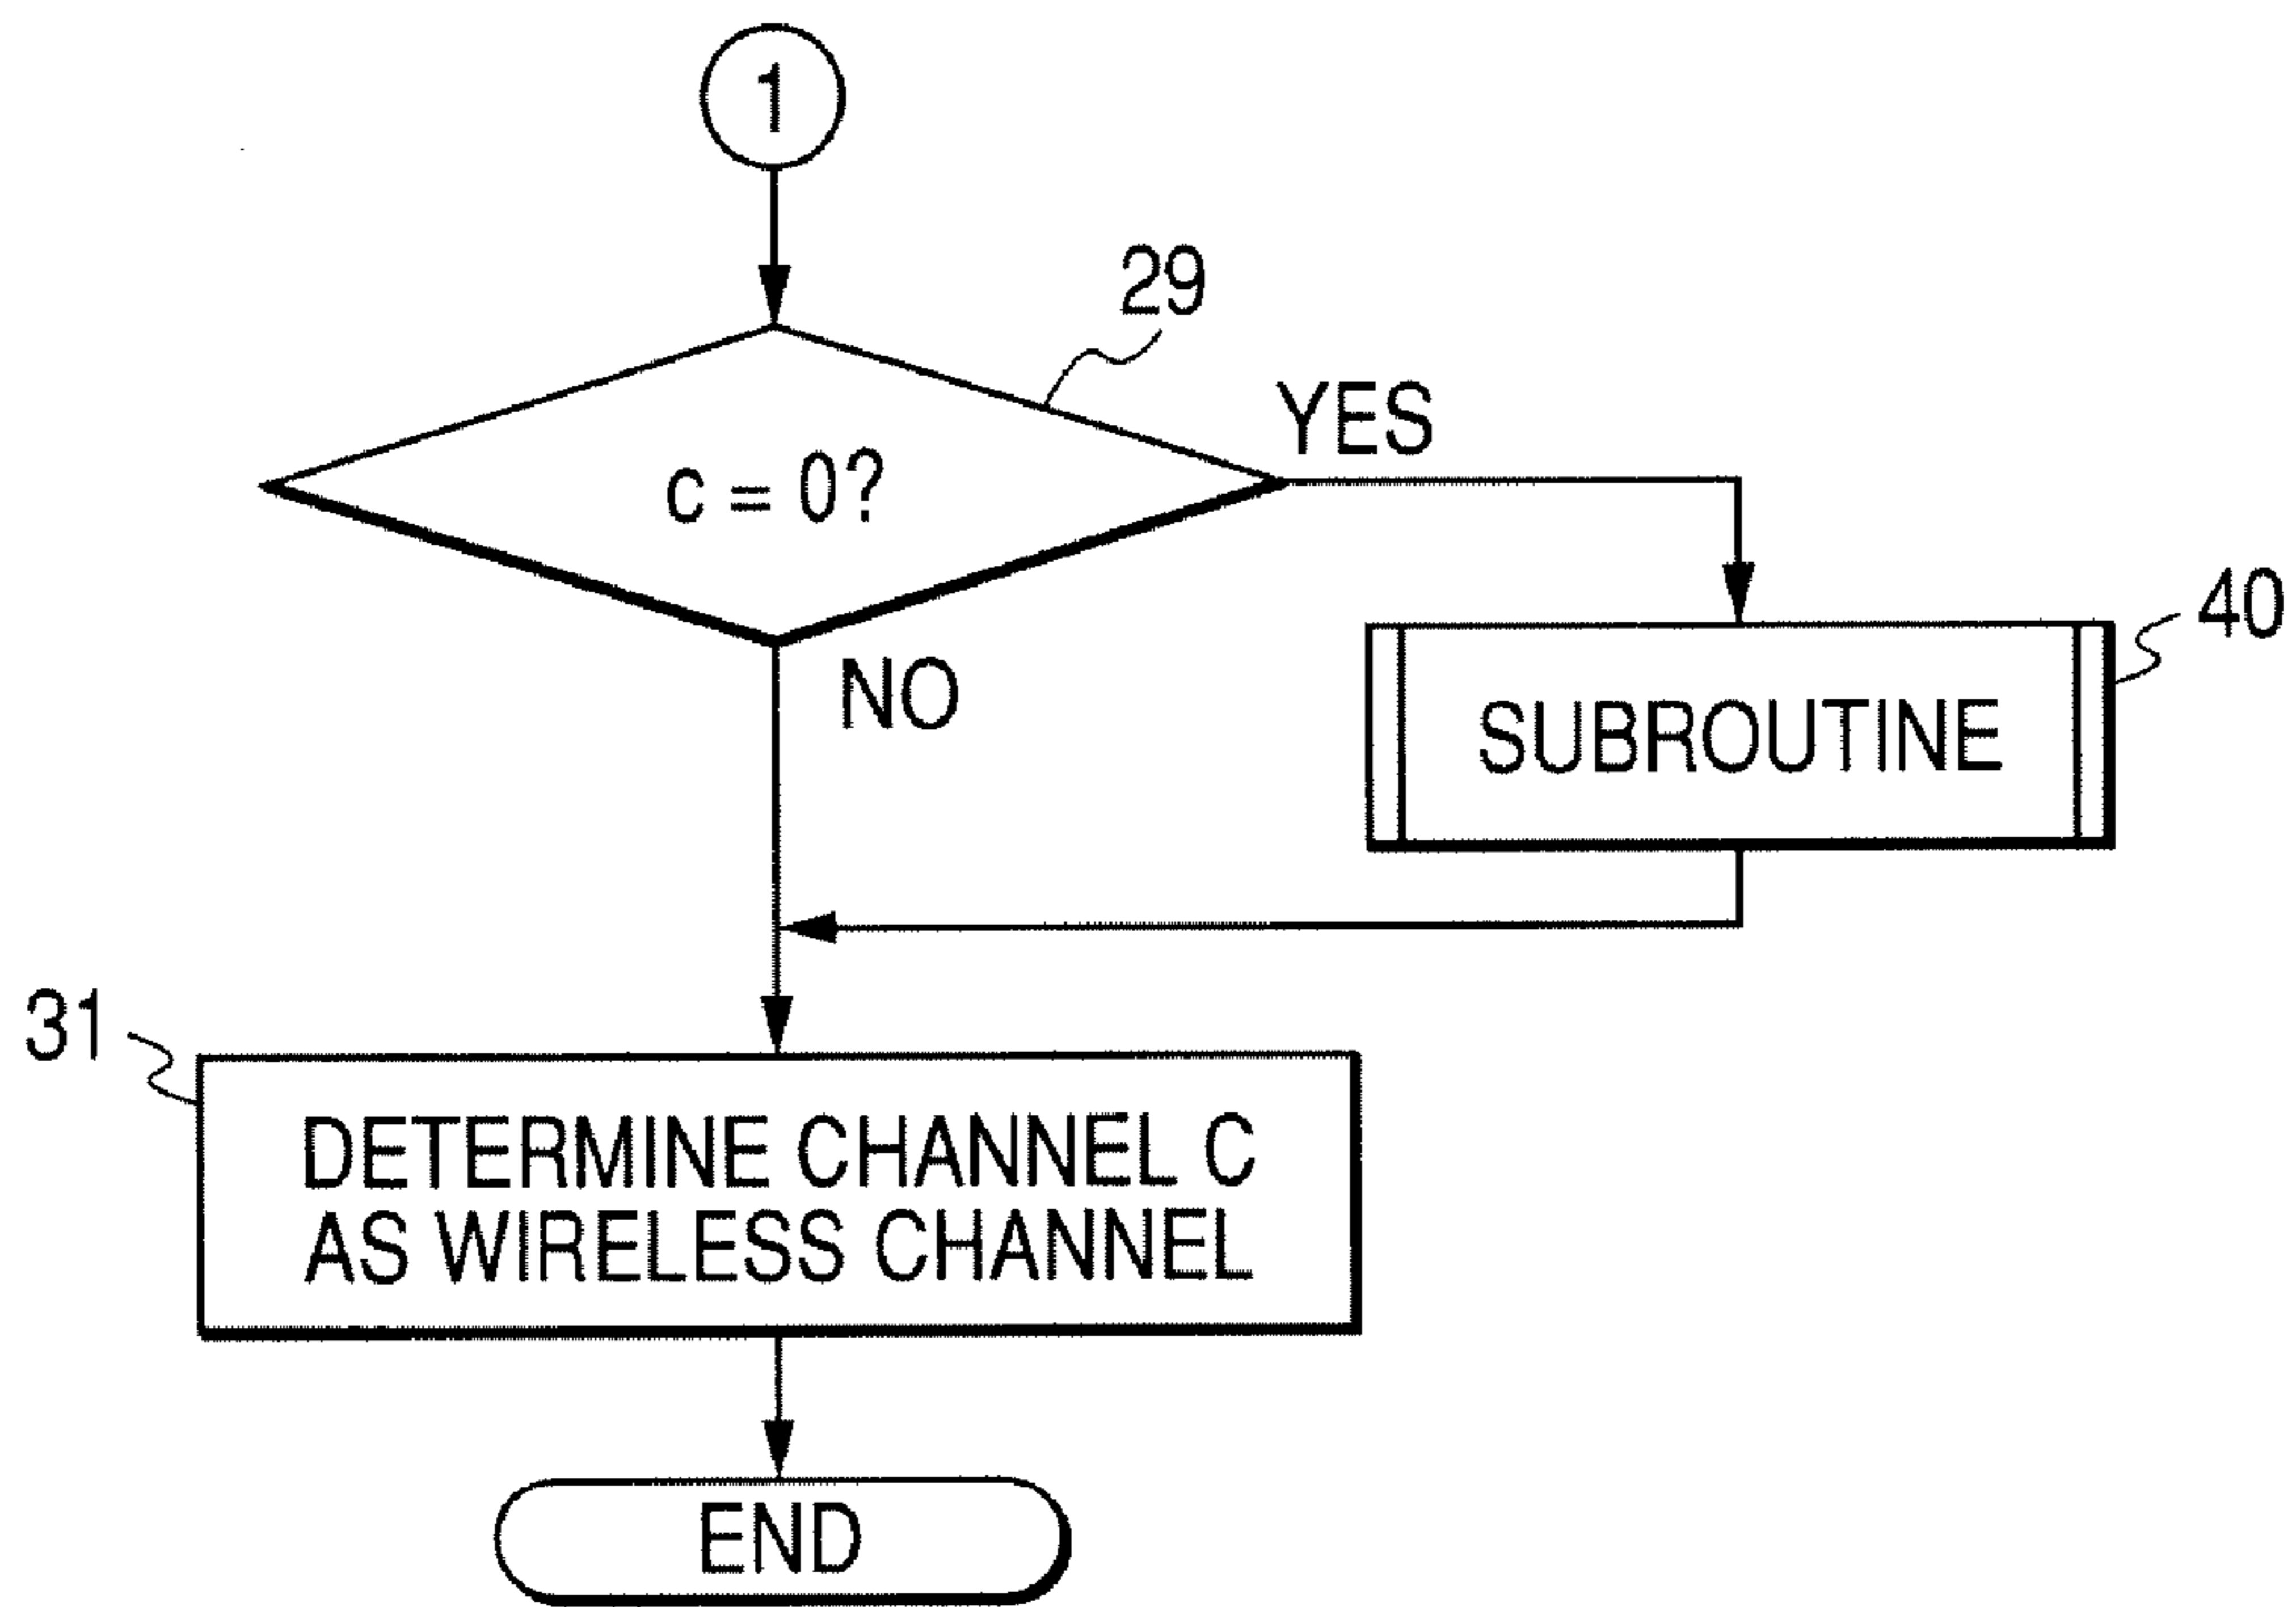 1
29
YES
c = 0?
40
NO
SUBROUTINE
31
DETERMINE CHANNEL C
AS WIRELESS CHANNEL
END